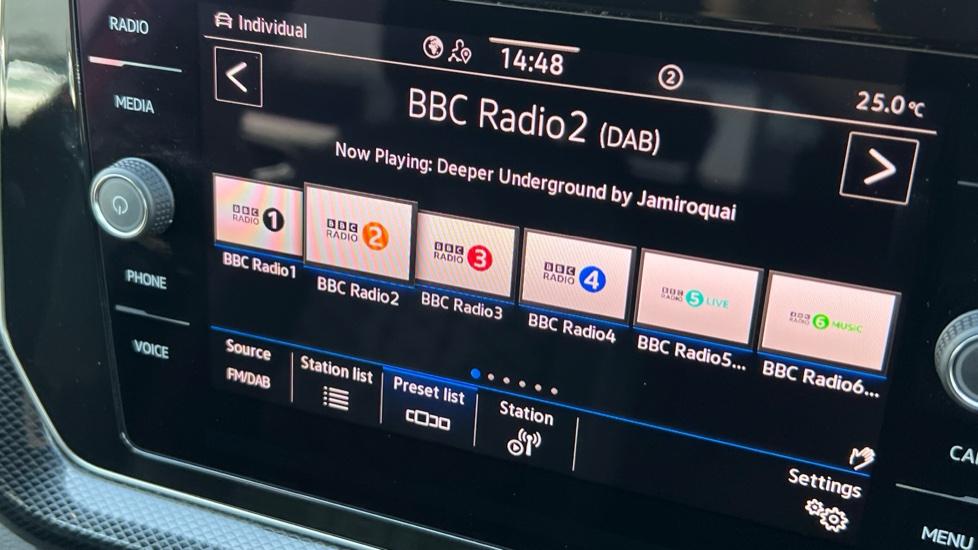 RADIO
Individual
14:48
2
25.0°C
MEDIA
BBC Radio2 (DAB)
Now Playing: Deeper Underground by Jamiroquai
BBC RADIO 1
BBC RADIO 2
BBC RADIO 3
BBC RADIO 4
BBC RADIO 5 LIVE
BBC RADIO 6 MUSIC
BBC Radio1
BBC Radio2
BBC Radio3
BBC Radio4
BBC Radio5...
BBC Radio6...
PHONE
VOICE
Source
FM/DAB
Station list
Preset list
Station
Settings
CA
MENU